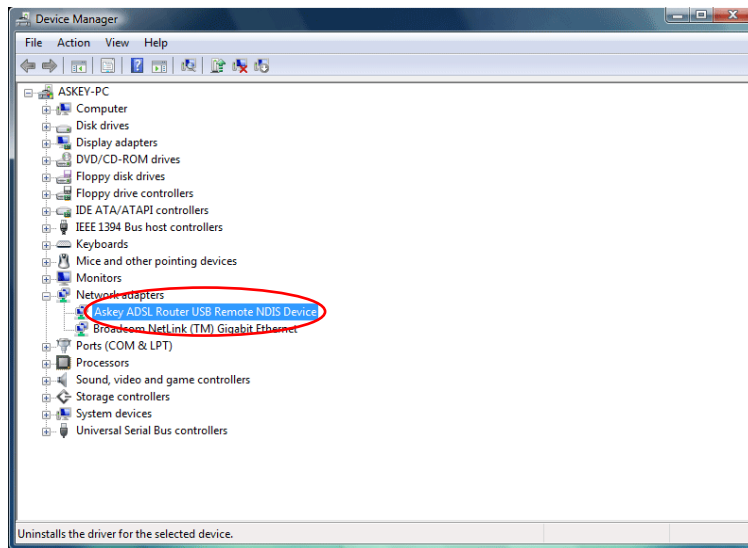 Device Manager
File Action View Help
ASKEY-PC
Computer
Disk drives
Display adapters
DVD/CD-ROM drives
Floppy disk drives
Floppy drive controllers
IDE ATA/ATAPI controllers
IEEE 1394 Bus host controllers
Keyboards
Mice and other pointing devices
Monitors
Network adapters
Askey ADSL Router USB Remote NDIS Device
Broadcom NetLink (TM) Gigabit Ethernet
Ports (COM & LPT)
Processors
Sound, video and game controllers
Storage controllers
System devices
Universal Serial Bus controllers
Uninstalls the driver for the selected device.